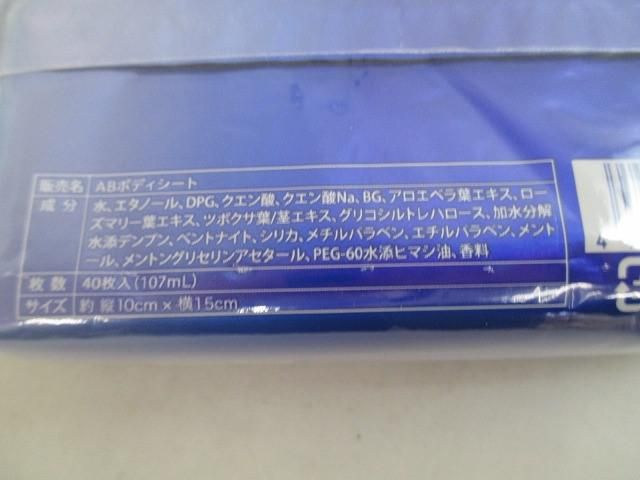 販売名 ABボディシート
成分 水、エタノール、DPG、クエン酸、クエン酸Na、BG、アロエベラ葉エキス、ロー
ズマリー葉エキス、ツボクサ葉/茎エキス、グリコシルトレハロース、加水分解
水添デンプン、ベントナイト、シリカ、メチルパラベン、エチルパラベン、メント
ール、メントングリセリンアセタール、PEG-60水添ヒマシ油、香料
枚数 40枚入(107mL)
サイズ 約 縦10cm×横15cm
4